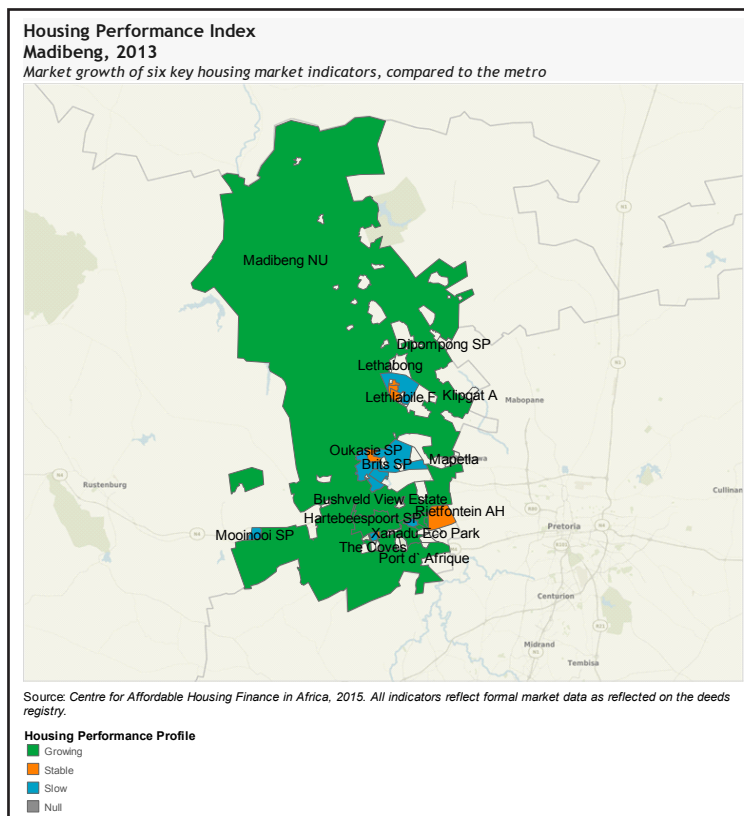 Housing Performance Index
Madibeng, 2013
Market growth of six key housing market indicators, compared to the metro
Madibeng NU
Dipompong SP
Lethabong
Lethlabile F
Klipgat A
Mabopane
Oukasie SP
Brits SP
Mapetla
Rustenburg
Cullinan
Bushveld View Estate
Hartebeespoort SP
Rietfontein AH
Pretoria
Mooinooi SP
Xanadu Eco Park
The Coves
Port d` Afrique
Centurion
Midrand
Tembisa
Source: Centre for Affordable Housing Finance in Africa, 2015. All indicators reflect formal market data as reflected on the deeds
registry.
Housing Performance Profile
Growing
Stable
Slow
Null